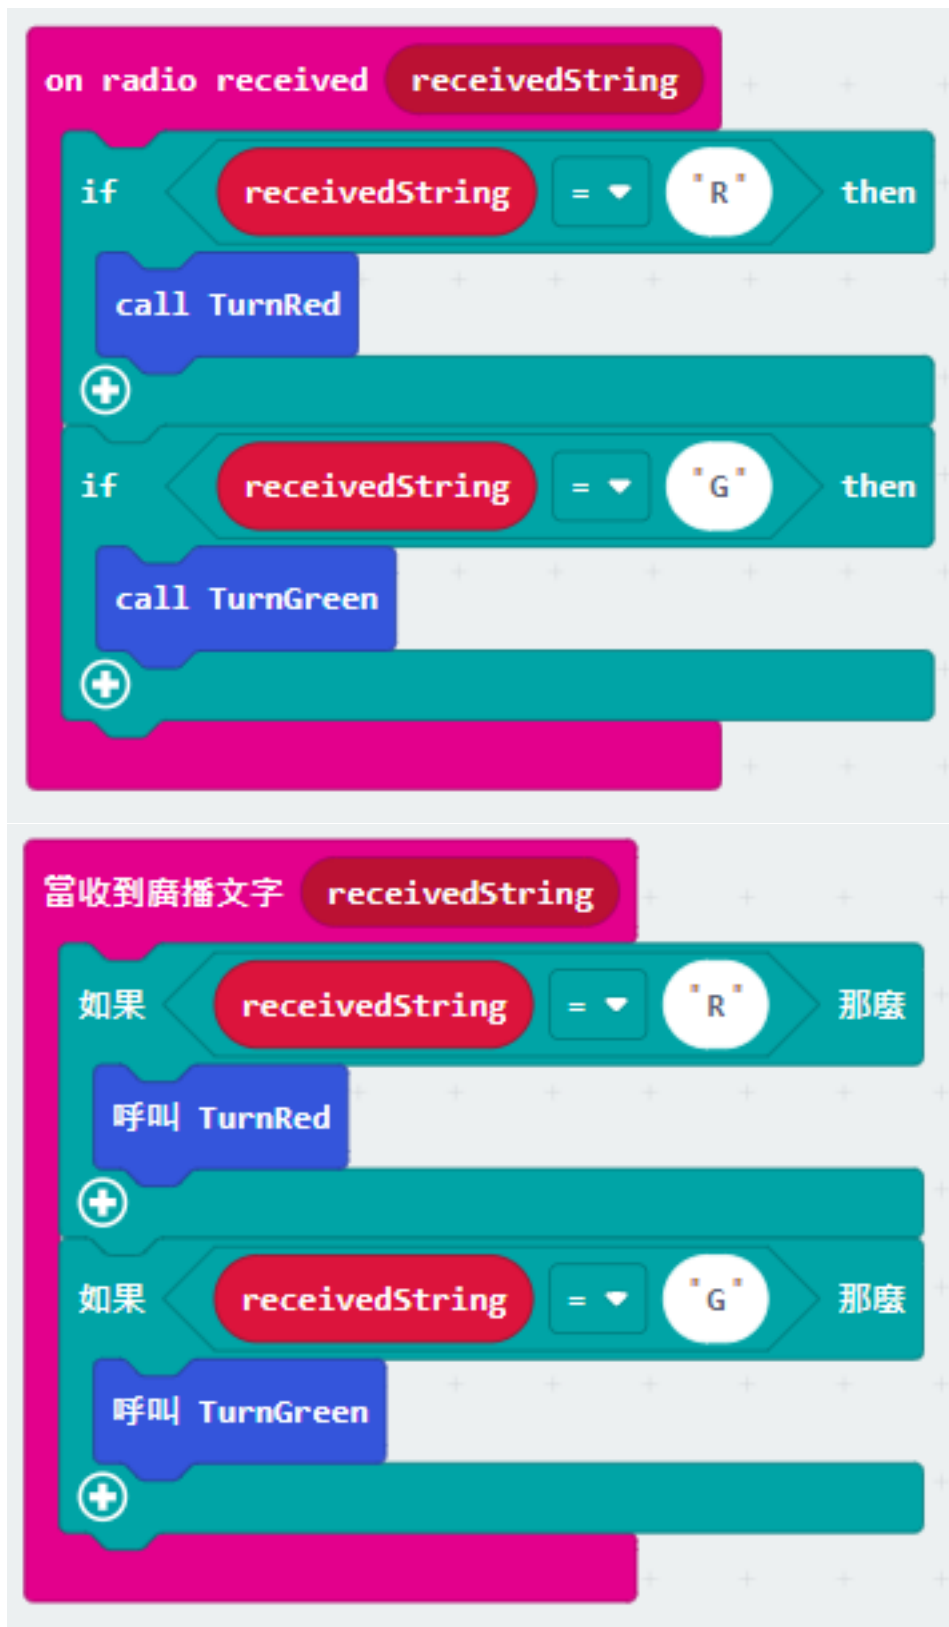 on radio received receivedString
if receivedString = "R" then
call TurnRed
if receivedString = "G" then
call TurnGreen
當收到廣播文字 receivedString
如果 receivedString = "R" 那麼
呼叫 TurnRed
如果 receivedString = "G" 那麼
呼叫 TurnGreen